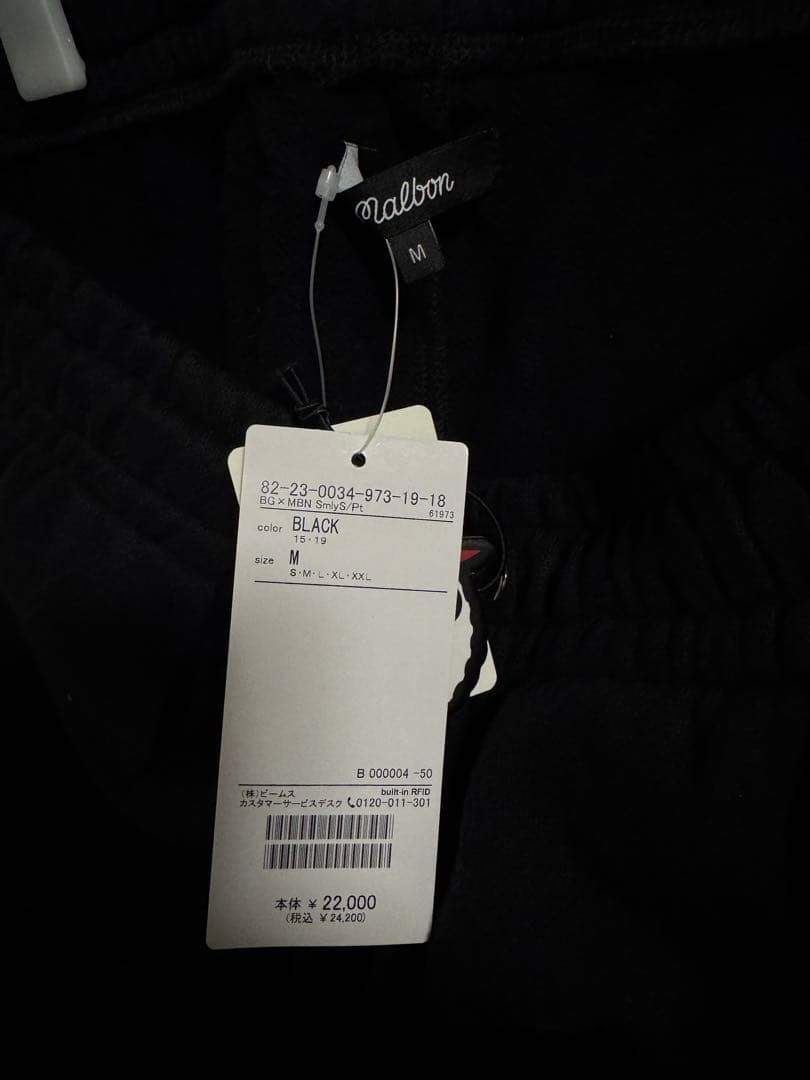 malbon
M
82-23-0034-973-19-18
BG×MBN SmlyS/Pt 61973
color BLACK
15・19
size M
S・M・L・XL・XXL
B 000004 -50
(株)ビームス built-in RFID
カスタマーサービスデスク 0120-011-301
本体 ¥ 22,000
(税込 ¥ 24,200)